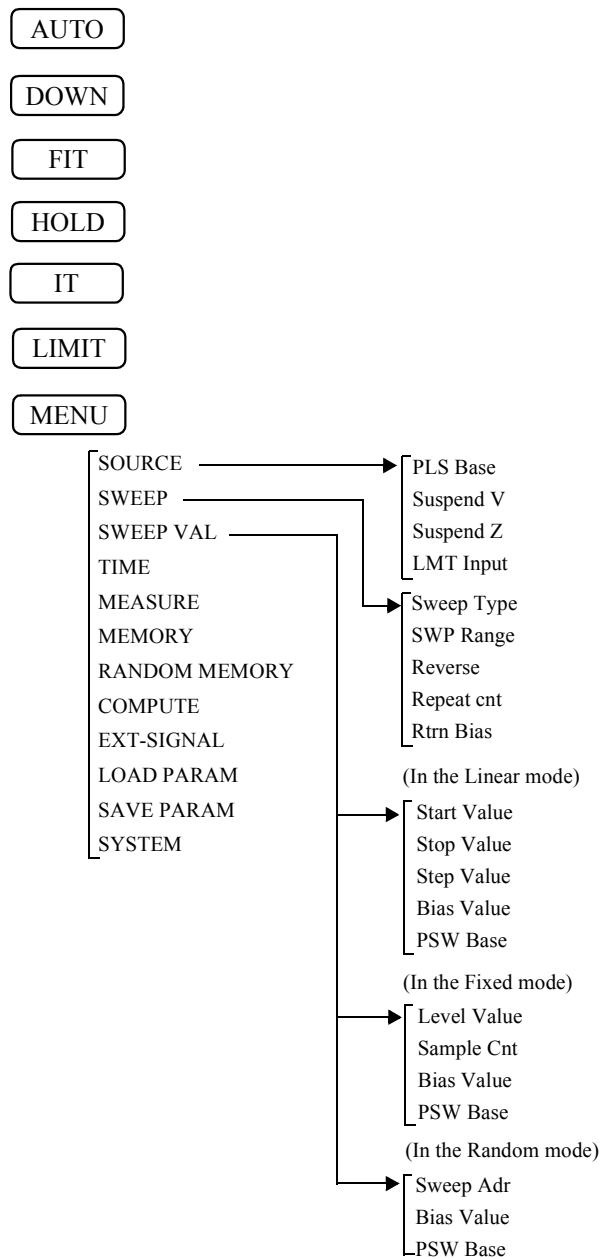 AUTO
DOWN
FIT
HOLD
IT
LIMIT
MENU
SOURCE
SWEEP
SWEEP VAL
TIME
MEASURE
MEMORY
RANDOM MEMORY
COMPUTE
EXT-SIGNAL
LOAD PARAM
SAVE PARAM
SYSTEM
PLS Base
Suspend V
Suspend Z
LMT Input
Sweep Type
SWP Range
Reverse
Repeat cnt
Rtrn Bias
(In the Linear mode)
Start Value
Stop Value
Step Value
Bias Value
PSW Base
(In the Fixed mode)
Level Value
Sample Cnt
Bias Value
PSW Base
(In the Random mode)
Sweep Adr
Bias Value
PSW Base